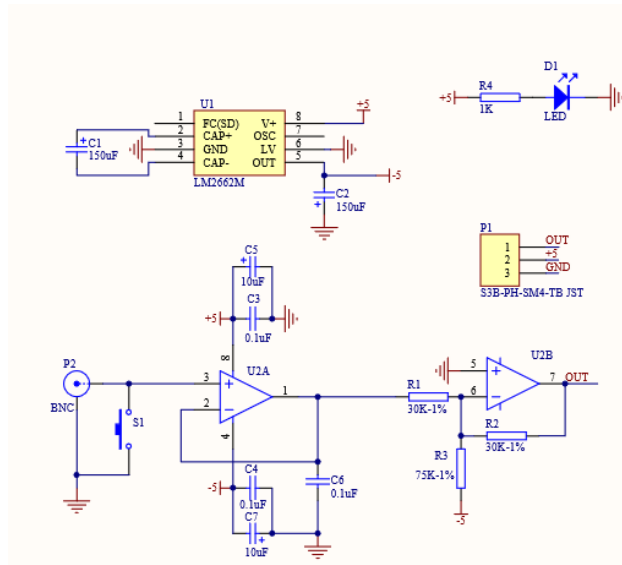 U1
1 FC(SD) V+ 8
2 CAP+ OSC 7
3 GND LV 6
4 CAP- OUT 5
LM2662M
+5
-5
C1
150uF
C2
150uF
D1
R4
+5
1K
LED
P1
1 OUT
2 +5
3 GND
S3B-PH-SM4-TB JST
C5
10uF
+5
C3
0.1uF
8
U2A
P2
BNC
S1
3
2
1
4
-5
C4
0.1uF
C7
10uF
C6
0.1uF
R1
30K-1%
U2B
5
6
7
OUT
R2
30K-1%
R3
75K-1%
-5